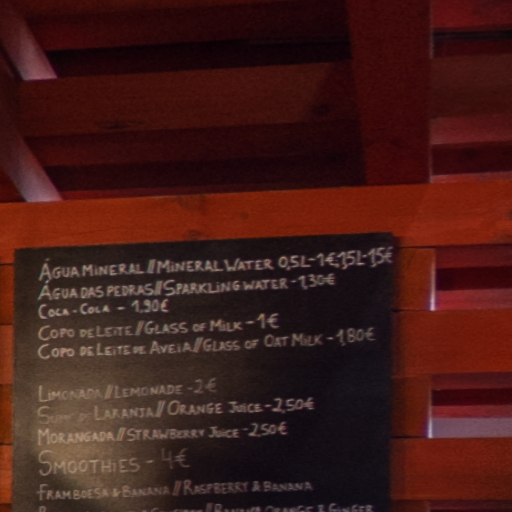 ÁGUA MINERAL//MINERAL WATER 0,5L-1€ 1,5L-1,5€
ÁGUA DAS PEDRAS//SPARKLING WATER-1,30€
COCA-COLA - 1,90€
COPO DE LEITE//GLASS OF MILK-1€
COPO DE LEITE DE AVEIA//GLASS OF OAT MILK-1,80€
LIMONADA//LEMONADE-2€
SUMO DE LARANJA//ORANGE JUICE-2,50€
MORANGADA//STRAWBERRY JUICE-2,50€
SMOOTHIES - 4€
FRAMBOESA & BANANA//RASPBERRY & BANANA
ORANGE & GINGER